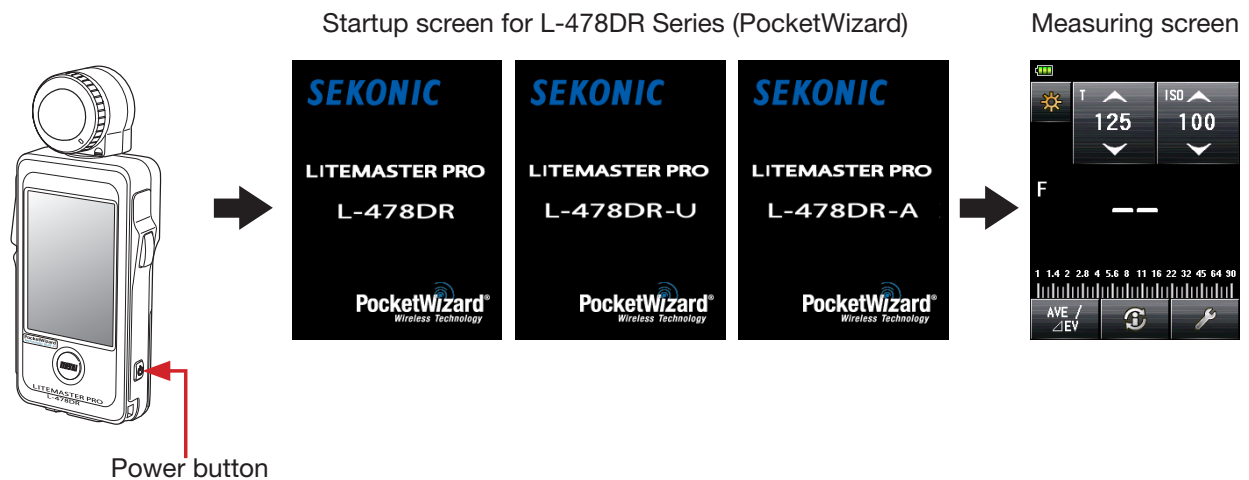 Startup screen for L-478DR Series (PocketWizard)
Measuring screen
SEKONIC
LITEMASTER PRO
L-478DR
PocketWizard®
Wireless Technology
SEKONIC
LITEMASTER PRO
L-478DR-U
PocketWizard®
Wireless Technology
SEKONIC
LITEMASTER PRO
L-478DR-A
PocketWizard®
Wireless Technology
T
125
ISO
100
F
1 1.4 2 2.8 4 5.6 8 11 16 22 32 45 64 90
AVE /
⊿EV
PocketWizard
MENU
LITEMASTER PRO
L-478DR
Power button